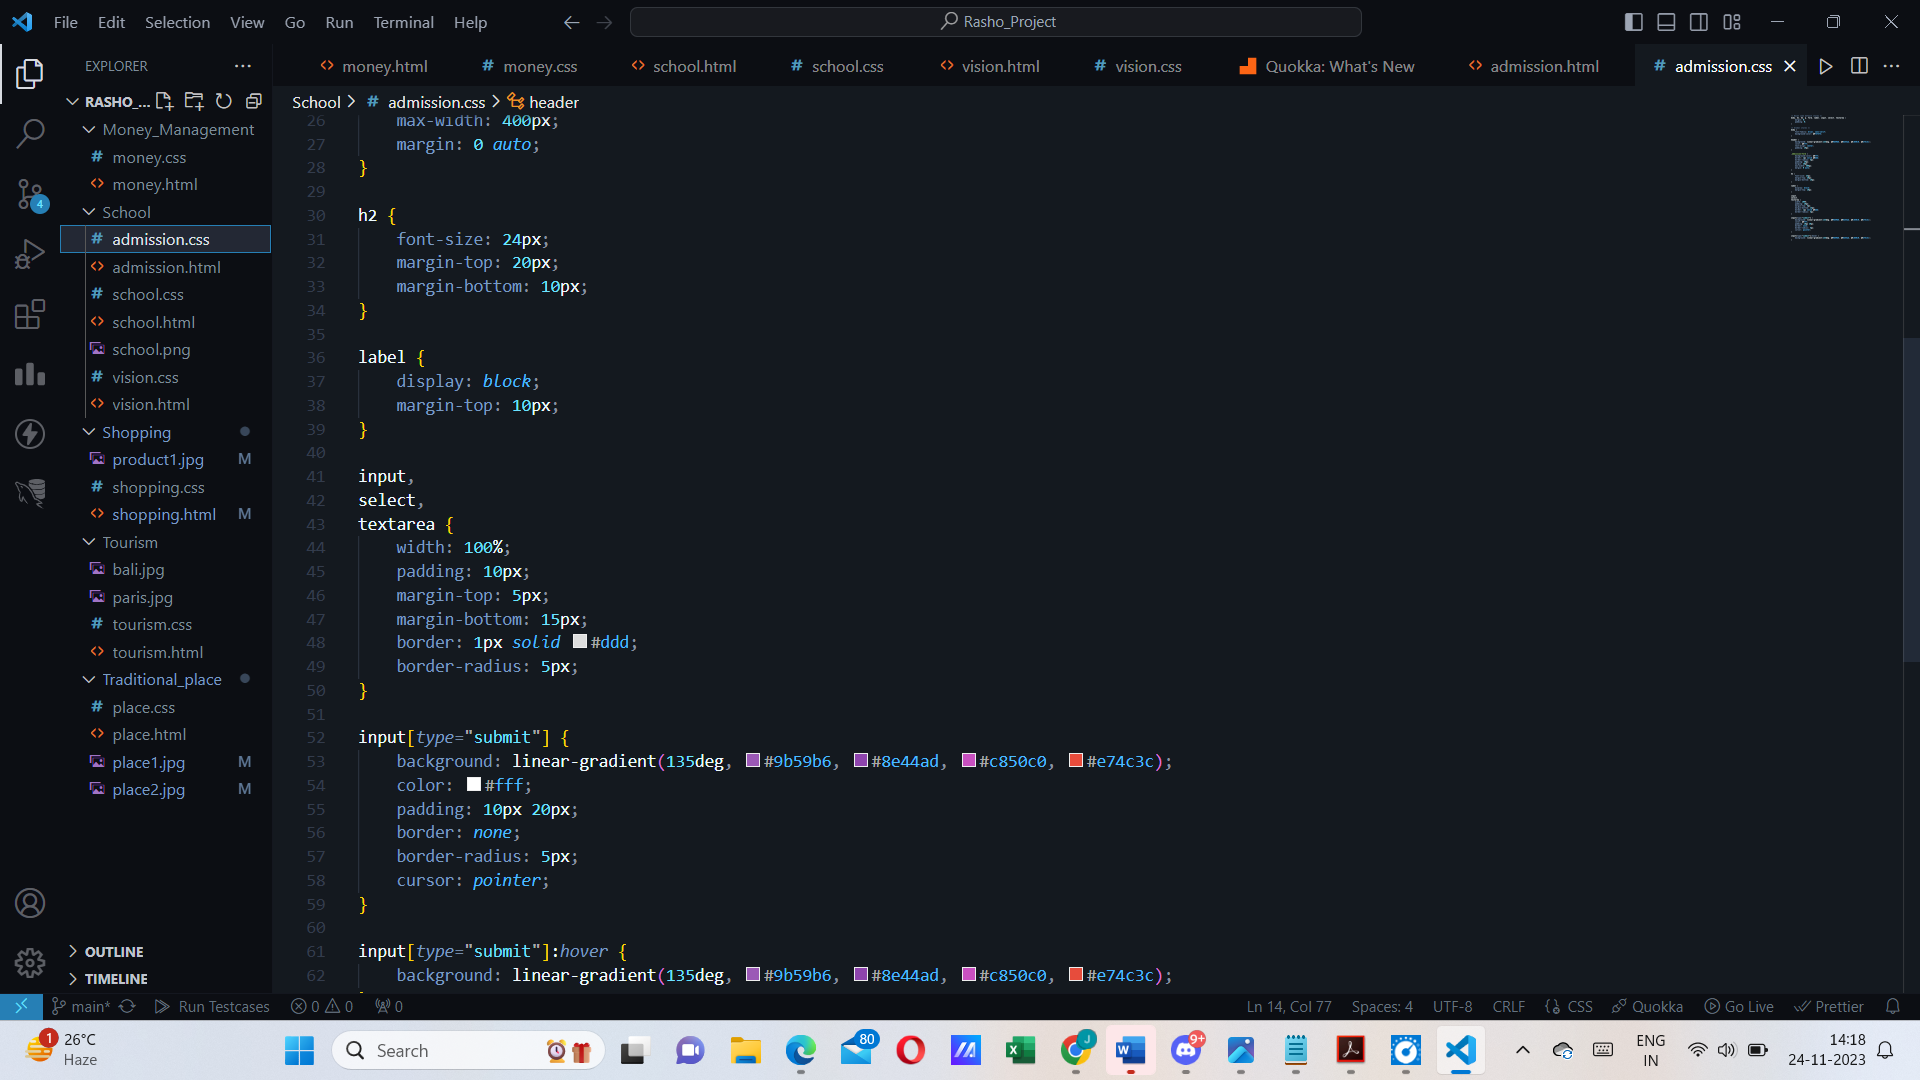 File Edit Selection View Go Run Terminal Help
Rasho_Project
EXPLORER
money.html
money.css
school.html
school.css
vision.html
vision.css
Quokka: What's New
admission.html
admission.css
RASHO_...
School > # admission.css > header
Money_Management
money.css
money.html
School
admission.css
admission.html
school.css
school.html
school.png
vision.css
vision.html
Shopping
product1.jpg M
shopping.css
shopping.html M
Tourism
bali.jpg
paris.jpg
tourism.css
tourism.html
Traditional_place
place.css
place.html
place1.jpg M
place2.jpg M
OUTLINE
TIMELINE
4
26 max-width: 400px;
27 margin: 0 auto;
28 }
29
30 h2 {
31 font-size: 24px;
32 margin-top: 20px;
33 margin-bottom: 10px;
34 }
35
36 label {
37 display: block;
38 margin-top: 10px;
39 }
40
41 input,
42 select,
43 textarea {
44 width: 100%;
45 padding: 10px;
46 margin-top: 5px;
47 margin-bottom: 15px;
48 border: 1px solid #ddd;
49 border-radius: 5px;
50 }
51
52 input[type="submit"] {
53 background: linear-gradient(135deg, #9b59b6, #8e44ad, #c850c0, #e74c3c);
54 color: #fff;
55 padding: 10px 20px;
56 border: none;
57 border-radius: 5px;
58 cursor: pointer;
59 }
60
61 input[type="submit"]:hover {
62 background: linear-gradient(135deg, #9b59b6, #8e44ad, #c850c0, #e74c3c);
main* Run Testcases 0 0 0
Ln 14, Col 77 Spaces: 4 UTF-8 CRLF {} CSS Quokka Go Live Prettier
1 26°C
Haze
Search
80
J
9+
ENG
IN
14:18
24-11-2023